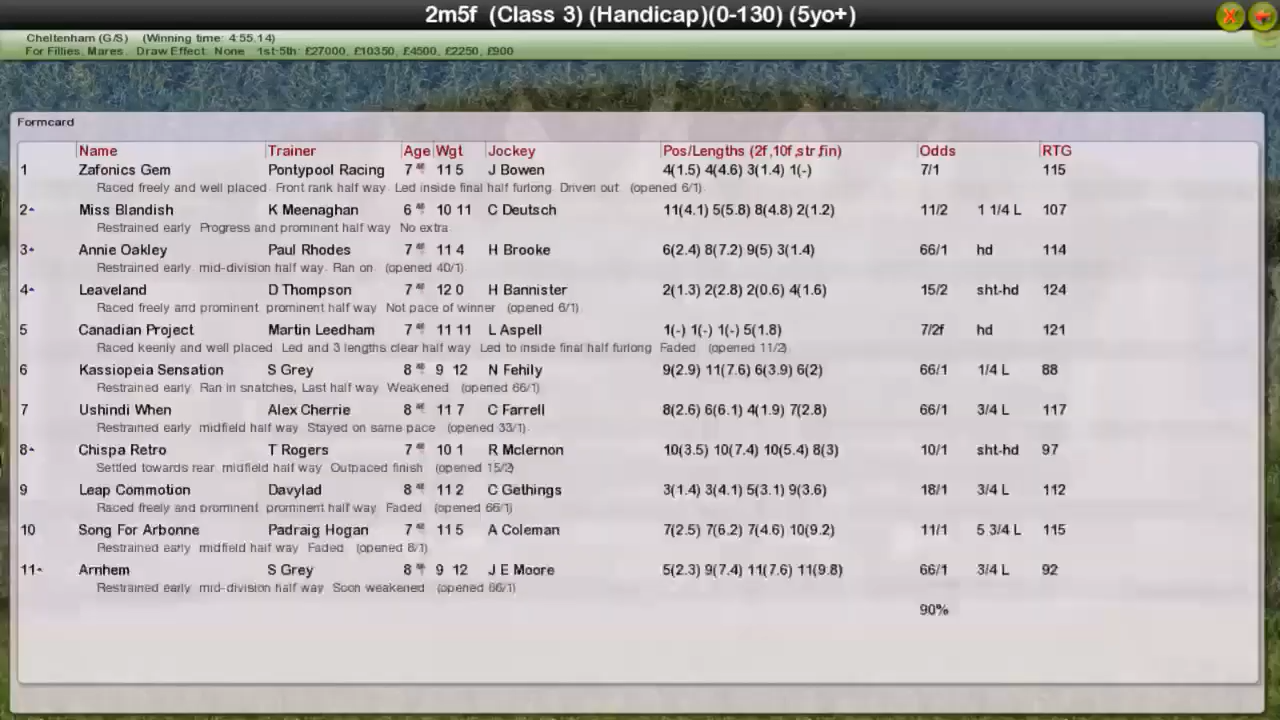 2m5f (Class 3) (Handicap)(0-130) (5yo+)
Cheltenham (G/S) (Winning time: 4:55.14)
For Fillies, Mares. Draw Effect: None 1st-5th: £27000, £10350, £4500, £2250, £900
Formcard
Name Trainer Age Wgt Jockey Pos/Lengths (2f,10f,str,fin) Odds RTG
1 Zafonics Gem Pontypool Racing 7 11 5 J Bowen 4(1.5) 4(4.6) 3(1.4) 1(-) 7/1 115
Raced freely and well placed Front rank half way Led inside final half furlong Driven out (opened 6/1)
2 Miss Blandish K Meenaghan 6 10 11 C Deutsch 11(4.1) 5(5.8) 8(4.8) 2(1.2) 11/2 1 1/4 L 107
Restrained early Progress and prominent half way No extra
3 Annie Oakley Paul Rhodes 7 11 4 H Brooke 6(2.4) 8(7.2) 9(5) 3(1.4) 66/1 hd 114
Restrained early mid-division half way Ran on (opened 40/1)
4 Leaveland D Thompson 7 12 0 H Bannister 2(1.3) 2(2.8) 2(0.6) 4(1.6) 15/2 sht-hd 124
Raced freely and prominent prominent half way Not pace of winner (opened 6/1)
5 Canadian Project Martin Leedham 7 11 11 L Aspell 1(-) 1(-) 1(-) 5(1.8) 7/2f hd 121
Raced keenly and well placed Led and 3 lengths clear half way Led to inside final half furlong Faded (opened 11/2)
6 Kassiopeia Sensation S Grey 8 9 12 N Fehily 9(2.9) 11(7.6) 6(3.9) 6(2) 66/1 1/4 L 88
Restrained early Ran in snatches, Last half way Weakened (opened 66/1)
7 Ushindi When Alex Cherrie 8 11 7 C Farrell 8(2.6) 6(6.1) 4(1.9) 7(2.8) 66/1 3/4 L 117
Restrained early midfield half way Stayed on same pace (opened 33/1)
8 Chispa Retro T Rogers 7 10 1 R Mclernon 10(3.5) 10(7.4) 10(5.4) 8(3) 10/1 sht-hd 97
Settled towards rear midfield half way Outpaced finish (opened 15/2)
9 Leap Commotion Davylad 8 11 2 C Gethings 3(1.4) 3(4.1) 5(3.1) 9(3.6) 18/1 3/4 L 112
Raced freely and prominent prominent half way Faded (opened 66/1)
10 Song For Arbonne Padraig Hogan 7 11 5 A Coleman 7(2.5) 7(6.2) 7(4.6) 10(9.2) 11/1 5 3/4 L 115
Restrained early midfield half way Faded (opened 8/1)
11 Arnhem S Grey 8 9 12 J E Moore 5(2.3) 9(7.4) 11(7.6) 11(9.8) 66/1 3/4 L 92
Restrained early mid-division half way Soon weakened (opened 66/1)
90%